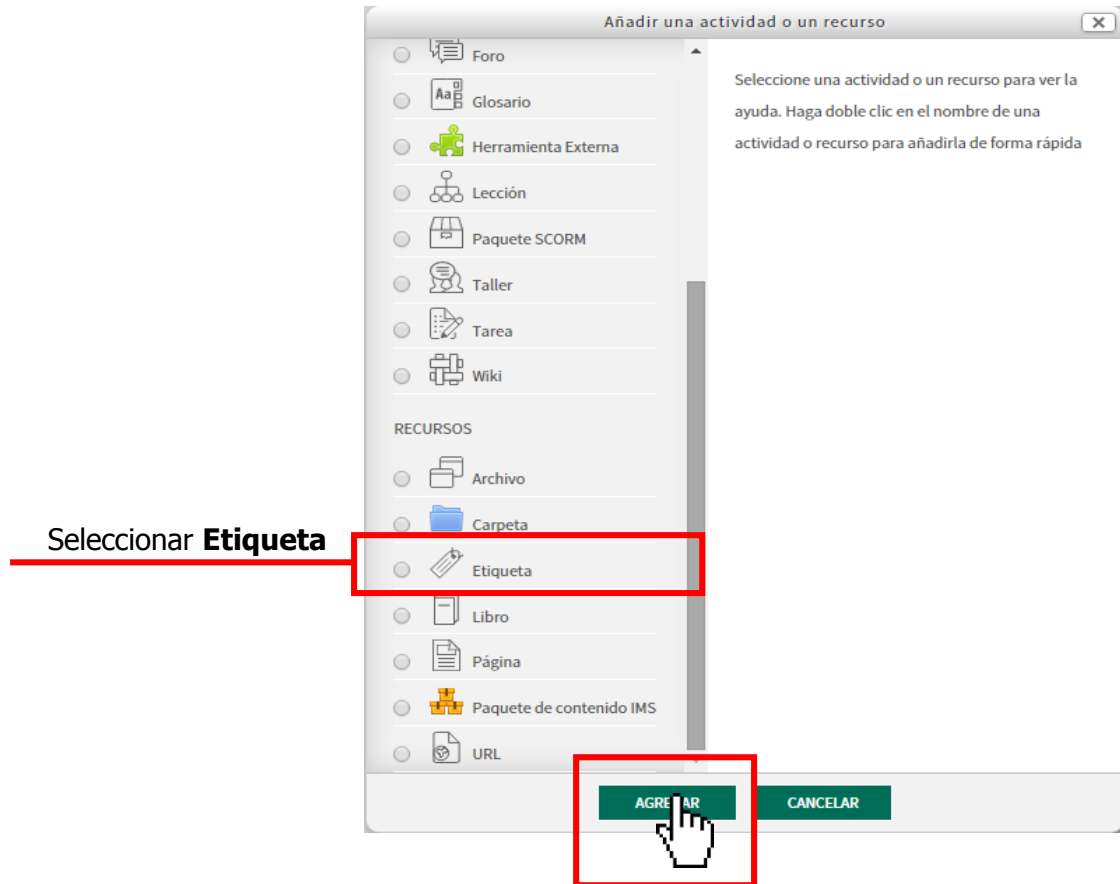 Añadir una actividad o un recurso
Foro
Glosario
Herramienta Externa
Lección
Paquete SCORM
Taller
Tarea
Wiki
RECURSOS
Archivo
Carpeta
Etiqueta
Libro
Página
Paquete de contenido IMS
URL
Seleccione una actividad o un recurso para ver la
ayuda. Haga doble clic en el nombre de una
actividad o recurso para añadirla de forma rápida
Seleccionar Etiqueta
AGREGAR
CANCELAR